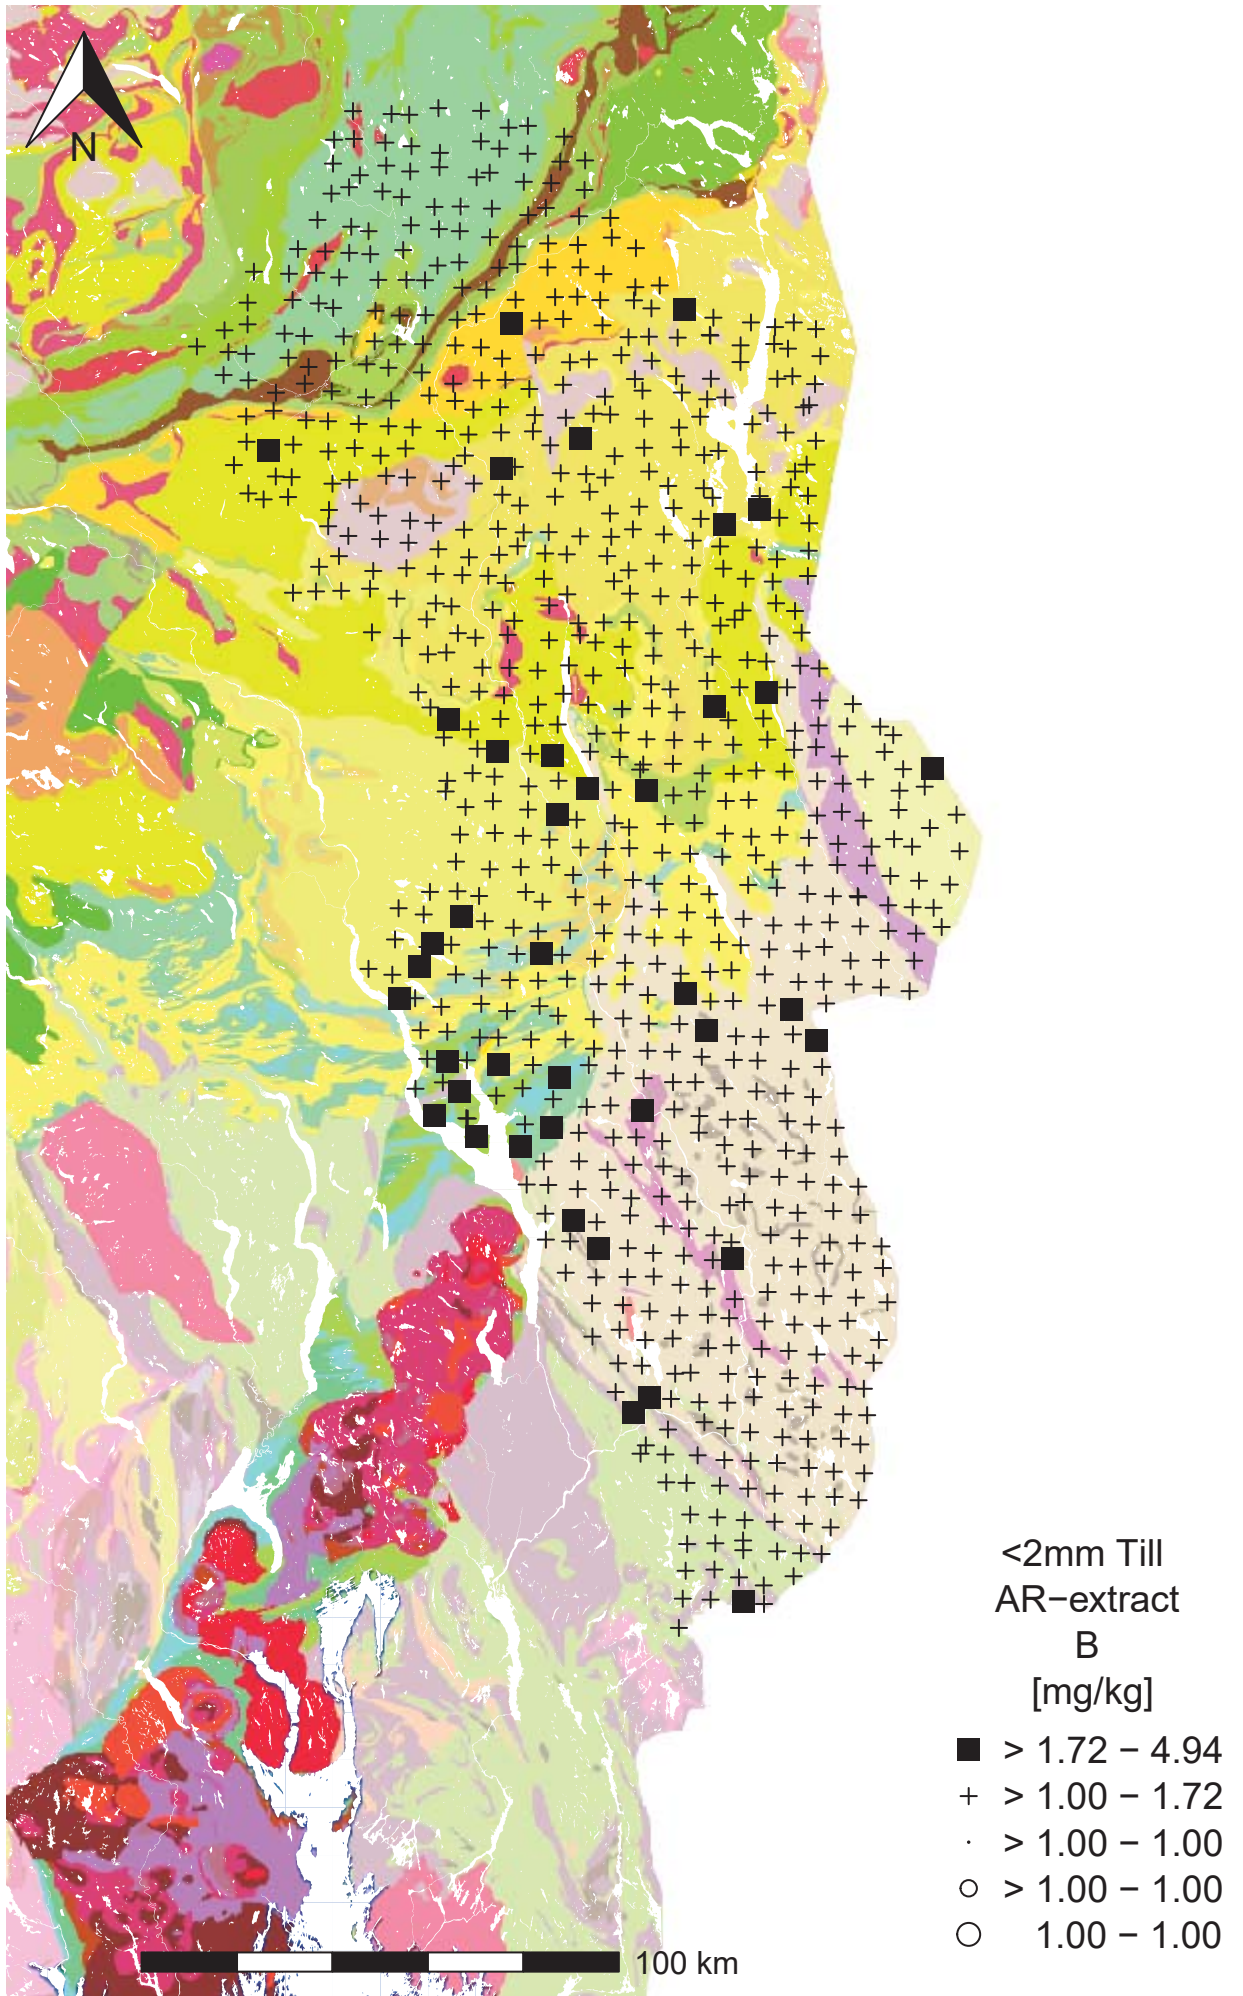 N
<2mm Till
AR−extract
B
[mg/kg]
> 1.72 − 4.94
> 1.00 − 1.72
> 1.00 − 1.00
> 1.00 − 1.00
1.00 − 1.00
100 km